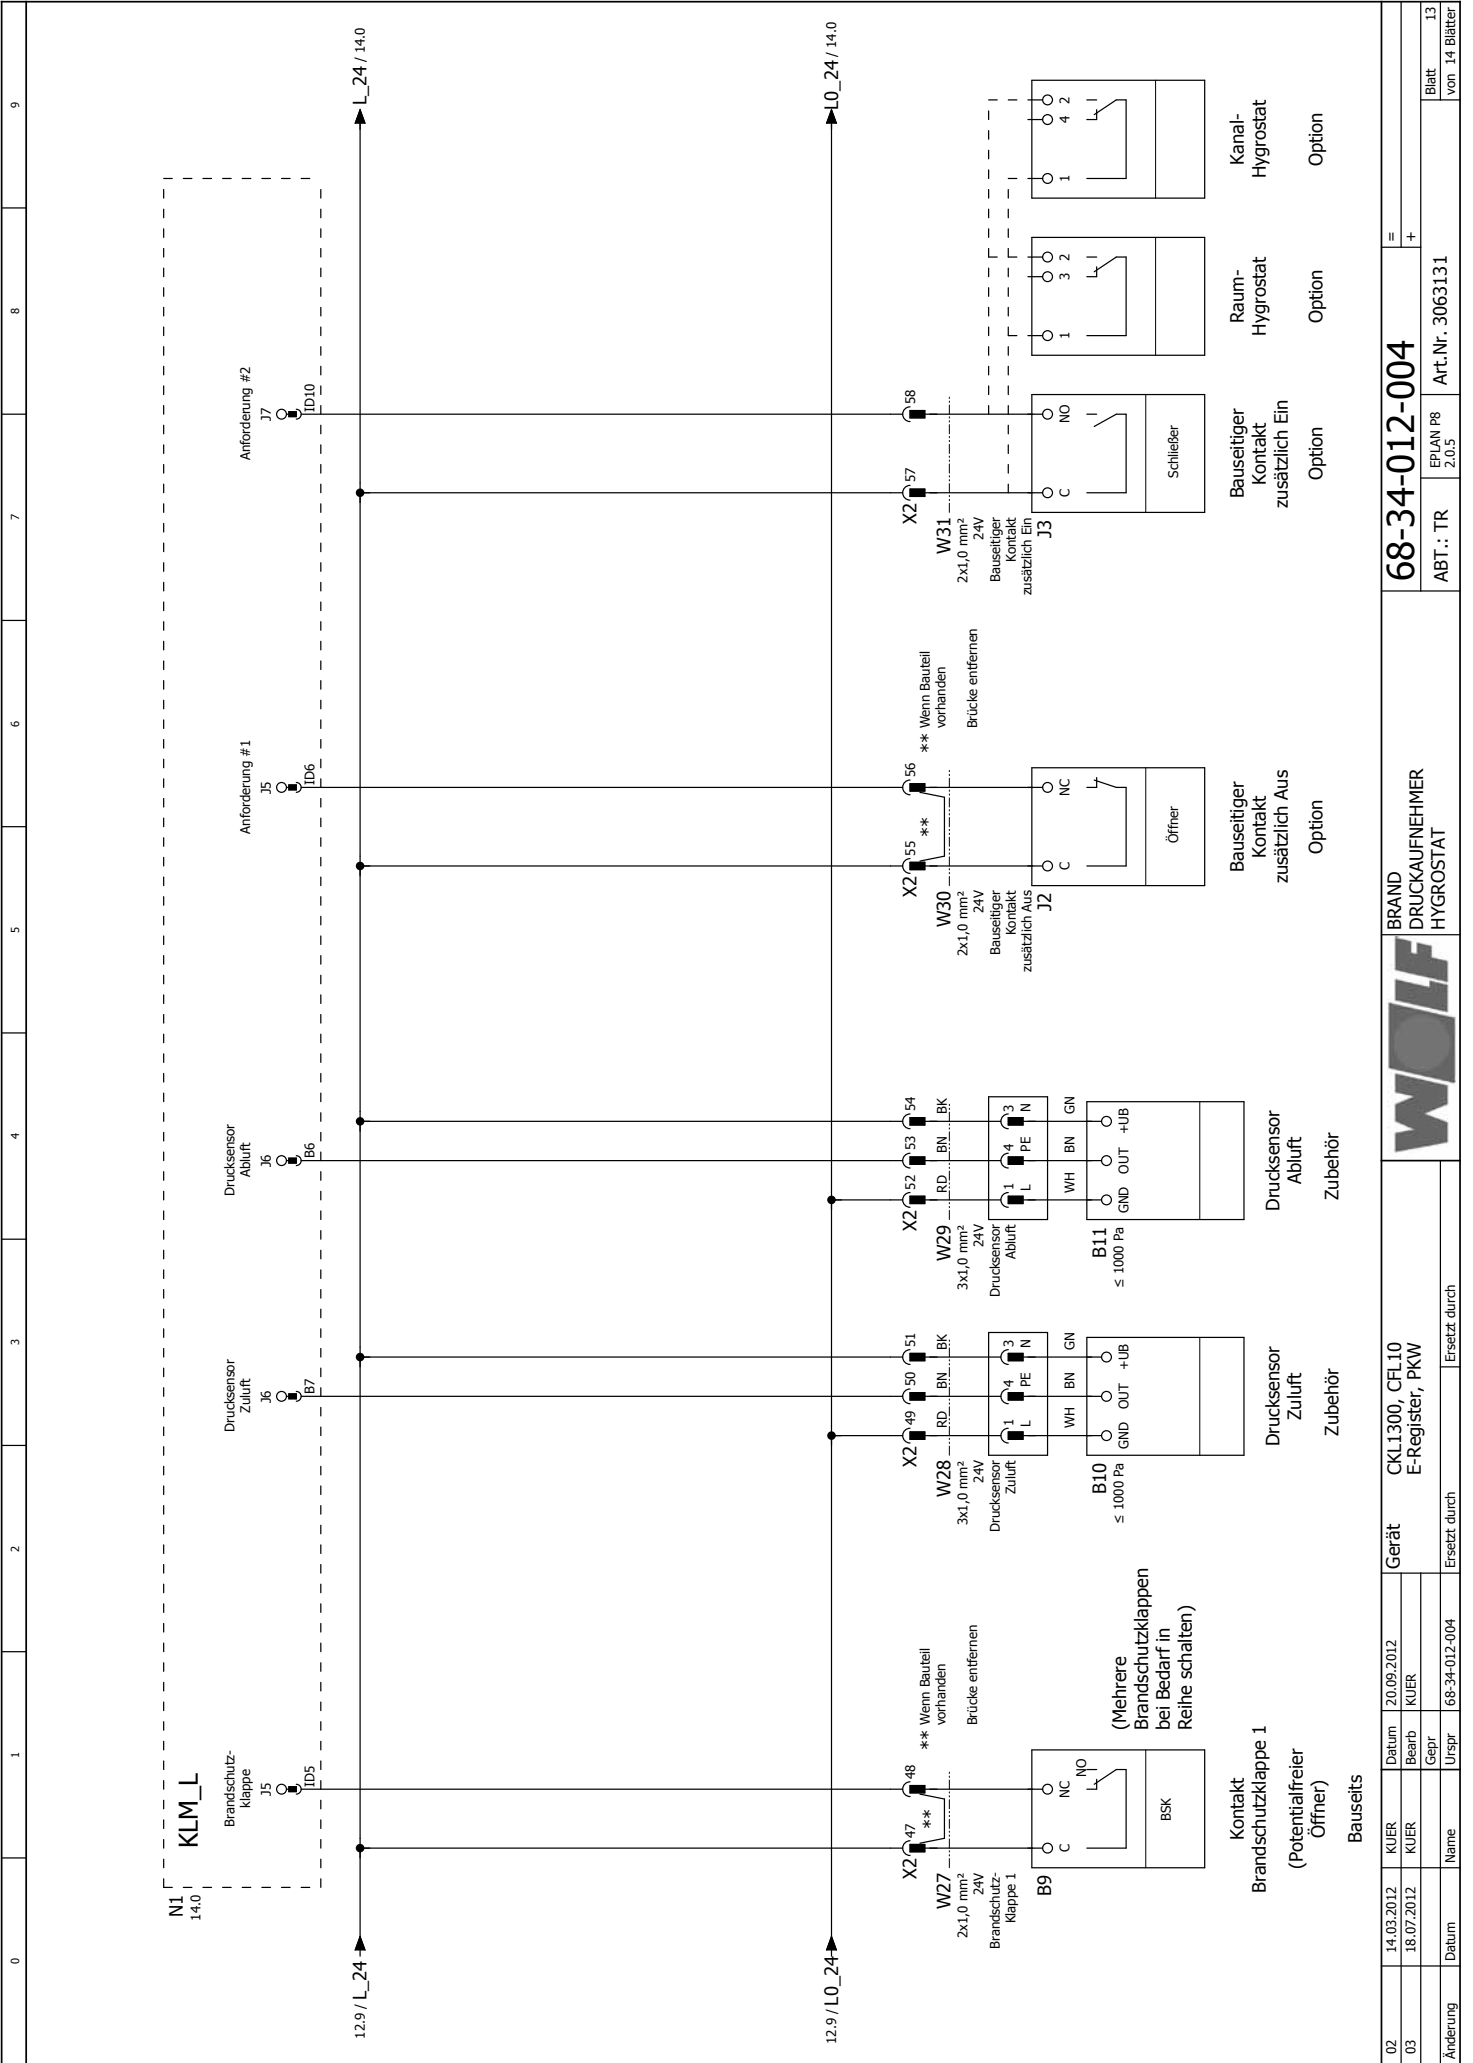 0
1
2
3
4
5
6
7
8
9
N1
14.0
KLM_L
Brandschutz-
klappe
J5
ID5
Drucksensor
Zuluft
J6
B7
Drucksensor
Abluft
J6
B6
Anforderung #1
J5
ID6
Anforderung #2
J7
ID10
12.9 / L_24
L_24 / 14.0
12.9 / L0_24
L0_24 / 14.0
X2 47 48
**
** Wenn Bauteil
vorhanden
Brücke entfernen
W27
2x1,0 mm²
24V
Brandschutz-
Klappe 1
B9
C NC NO
BSK
(Mehrere
Brandschutzklappen
bei Bedarf in
Reihe schalten)
Kontakt
Brandschutzklappe 1
(Potentialfreier
Öffner)
Bauseits
X2 49 50 51
RD BN BK
W28
3x1,0 mm²
24V
Drucksensor
Zuluft
1 4 3
L PE N
WH BN GN
B10
≤ 1000 Pa
GND OUT +UB
Drucksensor
Zuluft
Zubehör
X2 52 53 54
RD BN BK
W29
3x1,0 mm²
24V
Drucksensor
Abluft
1 4 3
L PE N
WH BN GN
B11
≤ 1000 Pa
GND OUT +UB
Drucksensor
Abluft
Zubehör
X2 55 56
**
** Wenn Bauteil
vorhanden
Brücke entfernen
W30
2x1,0 mm²
24V
Bauseitiger
Kontakt
zusätzlich Aus
J2
C NC
Öffner
Bauseitiger
Kontakt
zusätzlich Aus
Option
X2 57 58
W31
2x1,0 mm²
24V
Bauseitiger
Kontakt
zusätzlich Ein
J3
C NO
Schließer
Bauseitiger
Kontakt
zusätzlich Ein
Option
1 3 2
Raum-
Hygrostat
Option
1 4 2
Kanal-
Hygrostat
Option
02 14.03.2012 KUER Datum 20.09.2012
03 18.07.2012 KUER Bearb KUER
Gepr
Änderung Datum Name Urspr 68-34-012-004
Gerät
CKL1300, CFL10
E-Register, PKW
Ersetzt durch
Ersetzt durch
WOLF
BRAND
DRUCKAUFNEHMER
HYGROSTAT
68-34-012-004
ABT.: TR
EPLAN P8
2.0.5
Art.Nr. 3063131
=
+
Blatt 13
von 14 Blätter